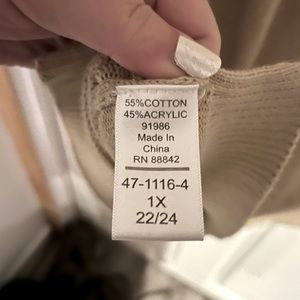 55%COTTON
45%ACRYLIC
91986
Made In
China
RN 88842
47-1116-4
1X
22/24